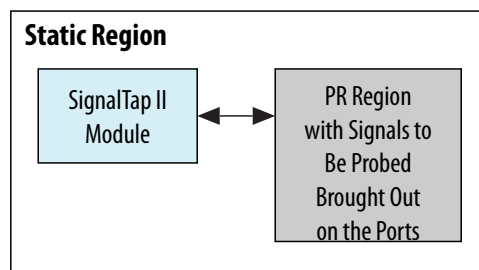 Static Region
SignalTap II
Module
PR Region
with Signals to
Be Probed
Brought Out
on the Ports